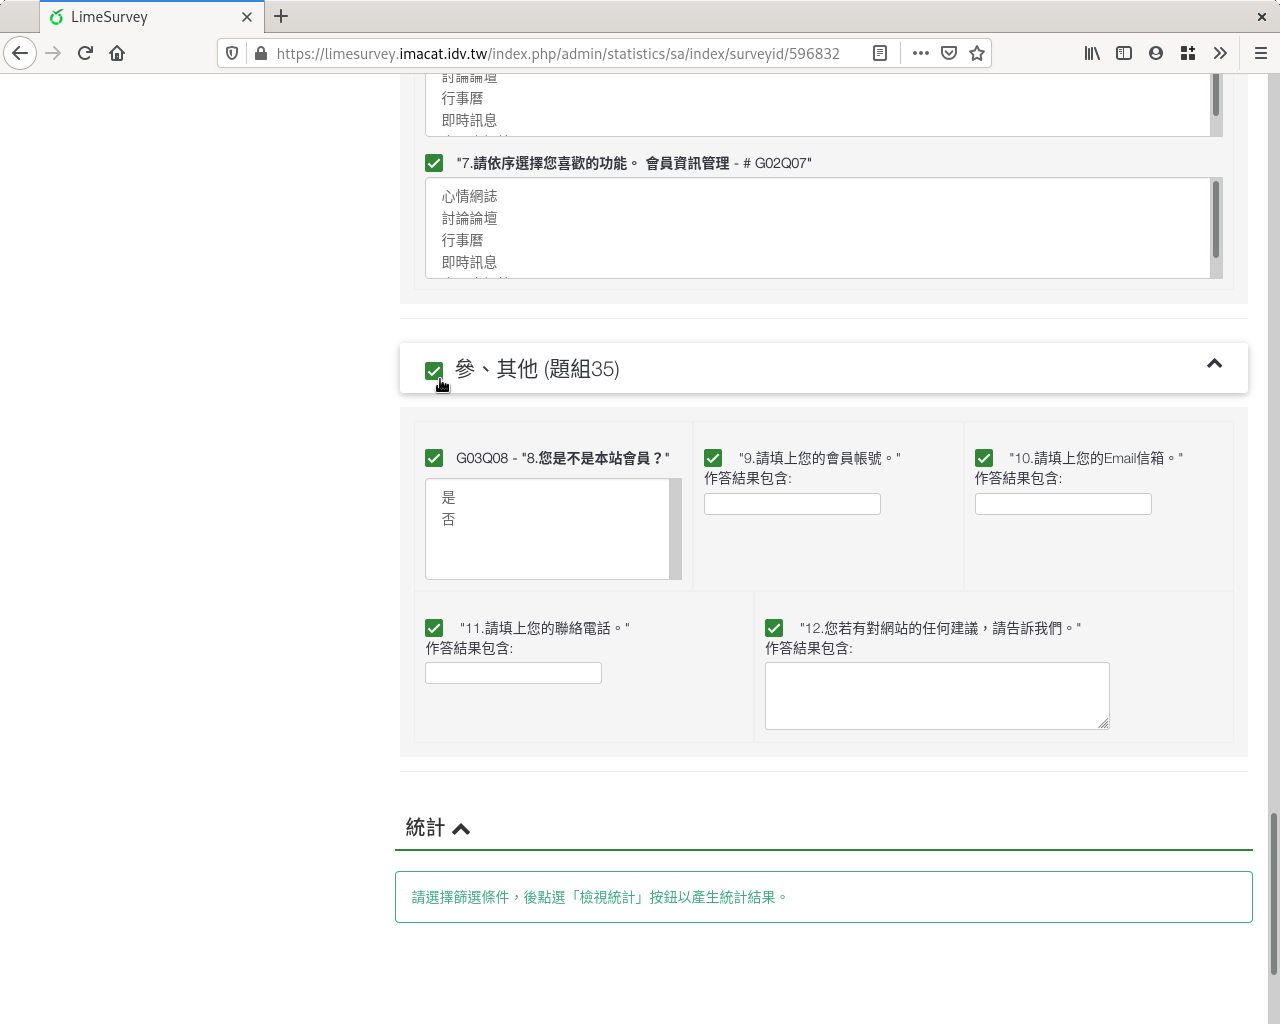 LimeSurvey
https://limesurvey.imacat.idv.tw/index.php/admin/statistics/sa/index/surveyid/596832
討論論壇
行事曆
即時訊息
"7.請依序選擇您喜歡的功能。 會員資訊管理 - # G02Q07"
心情網誌
討論論壇
行事曆
即時訊息
參、其他 (題組35)
G03Q08 - "8.您是不是本站會員？"
是
否
"9.請填上您的會員帳號。"
作答結果包含:
"10.請填上您的Email信箱。"
作答結果包含:
"11.請填上您的聯絡電話。"
作答結果包含:
"12.您若有對網站的任何建議，請告訴我們。"
作答結果包含:
統計
請選擇篩選條件，後點選「檢視統計」按鈕以產生統計結果。